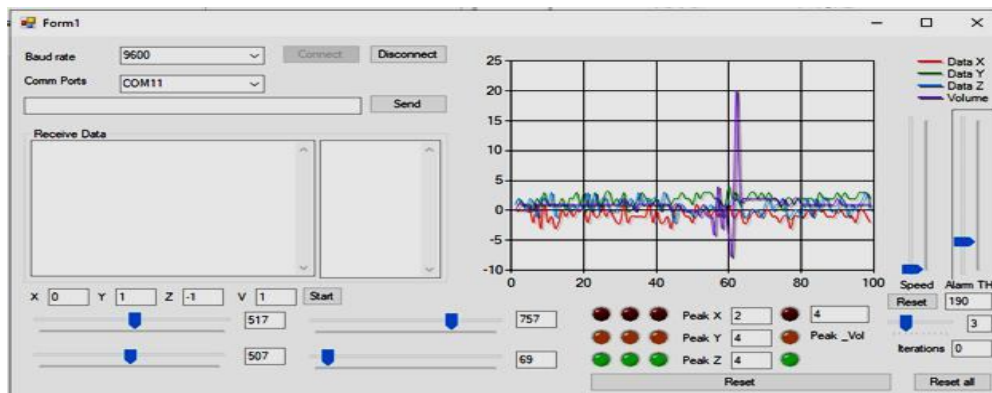 Form1
Baud rate 9600 Connect Disconnect
Comm Ports COM11
Send
Receive Data
X 0 Y 1 Z -1 V 1 Start
517 757
507 69
25
20
15
10
5
0
-5
-10
0 20 40 60 80 100
Data X
Data Y
Data Z
Volume
Speed Alarm TH
Reset 190
3
Iterations 0
Peak X 2 4
Peak Y 4 Peak _Vol
Peak Z 4
Reset
Reset all